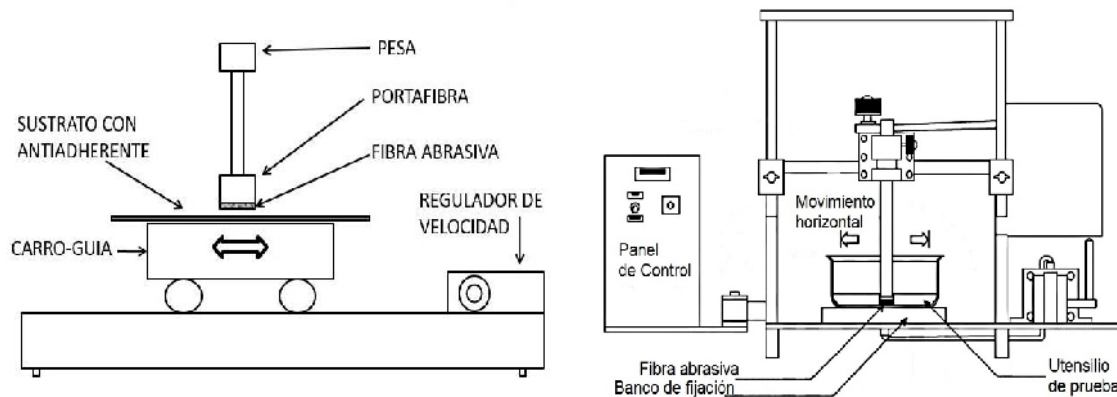 PESA
PORTAFIBRA
SUSTRATO CON
ANTIADHERENTE
FIBRA ABRASIVA
REGULADOR DE
VELOCIDAD
CARRO-GUIA
Movimiento
horizontal
Panel
de Control
Fibra abrasiva
Banco de fijación
Utensilio
de prueba